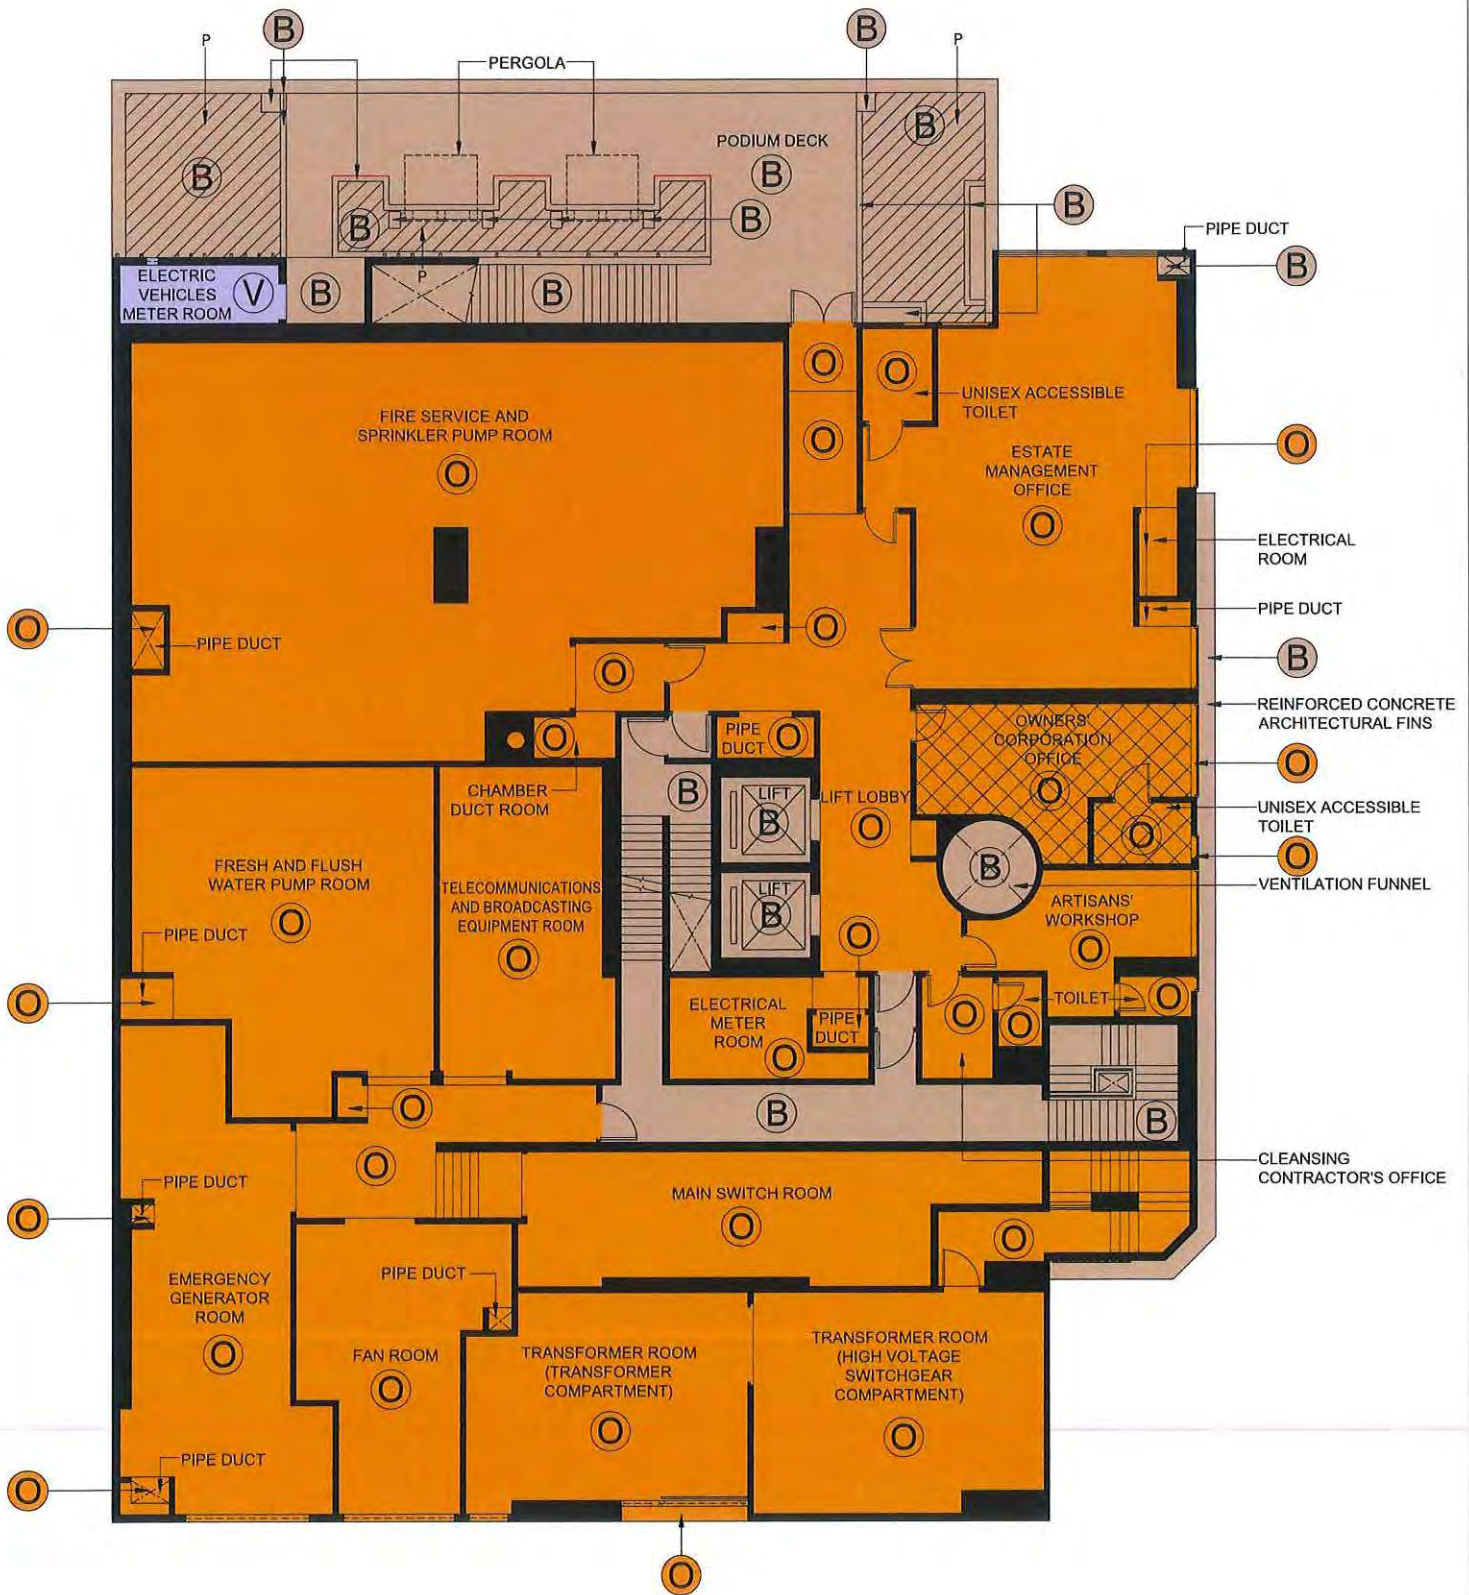 B
B
P
P
PERGOLA
PODIUM DECK
B
B
B
B
B
B
PIPE DUCT
B
P
ELECTRIC
VEHICLES
METER ROOM
V
B
B
O
O
UNISEX ACCESSIBLE
TOILET
FIRE SERVICE AND
SPRINKLER PUMP ROOM
O
O
O
ESTATE
MANAGEMENT
OFFICE
O
ELECTRICAL
ROOM
PIPE DUCT
O
O
PIPE DUCT
B
O
REINFORCED CONCRETE
ARCHITECTURAL FINS
OWNERS'
CORPORATION
OFFICE
O
O
PIPE
DUCT
O
O
CHAMBER
DUCT ROOM
B
LIFT
B
LIFT LOBBY
O
UNISEX ACCESSIBLE
TOILET
O
O
FRESH AND FLUSH
WATER PUMP ROOM
O
TELECOMMUNICATIONS
AND BROADCASTING
EQUIPMENT ROOM
O
LIFT
B
B
VENTILATION FUNNEL
ARTISANS'
WORKSHOP
O
PIPE DUCT
O
O
ELECTRICAL
METER
ROOM
O
PIPE
DUCT
O
TOILET
O
O
O
B
B
CLEANSING
CONTRACTOR'S OFFICE
O
PIPE DUCT
O
MAIN SWITCH ROOM
O
O
EMERGENCY
GENERATOR
ROOM
O
PIPE DUCT
FAN ROOM
O
TRANSFORMER ROOM
(TRANSFORMER
COMPARTMENT)
O
TRANSFORMER ROOM
(HIGH VOLTAGE
SWITCHGEAR
COMPARTMENT)
O
PIPE DUCT
O
O